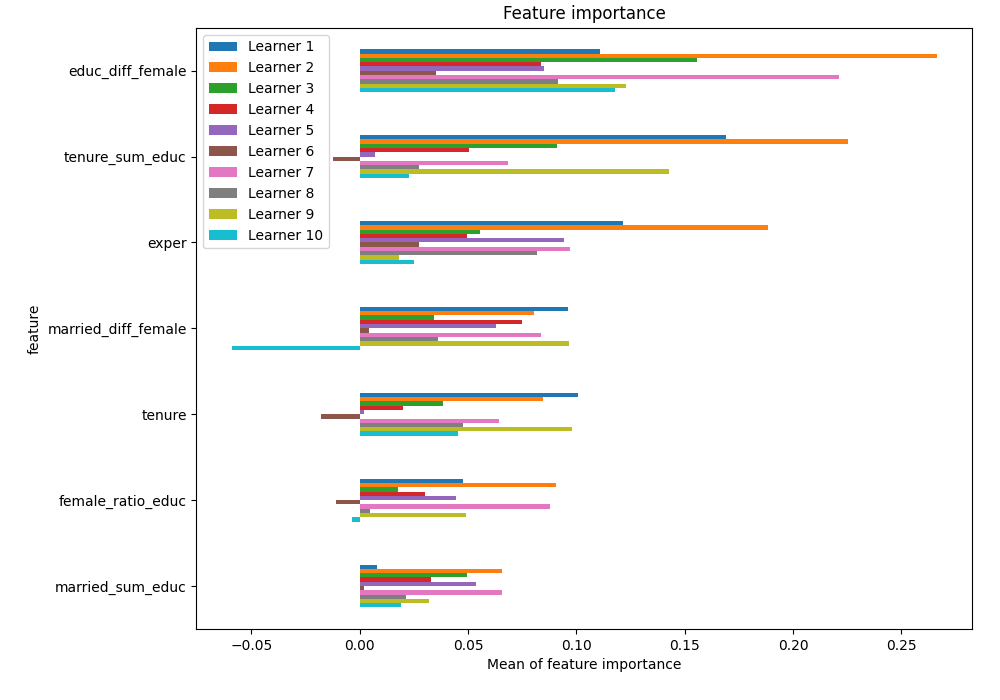 Feature importance
Learner 1
Learner 2
Learner 3
Learner 4
Learner 5
Learner 6
Learner 7
Learner 8
Learner 9
Learner 10
educ_diff_female
tenure_sum_educ
exper
married_diff_female
tenure
female_ratio_educ
married_sum_educ
feature
−0.05 0.00 0.05 0.10 0.15 0.20 0.25
Mean of feature importance